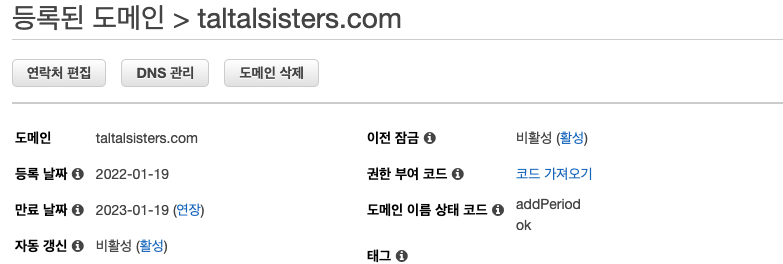 등록된 도메인 > taltalsisters.com
연락처 편집 DNS 관리 도메인 삭제
도메인 taltalsisters.com
등록 날짜 2022-01-19
만료 날짜 2023-01-19 (연장)
자동 갱신 비활성 (활성)
이전 잠금 비활성 (활성)
권한 부여 코드 코드 가져오기
도메인 이름 상태 코드 addPeriod
ok
태그